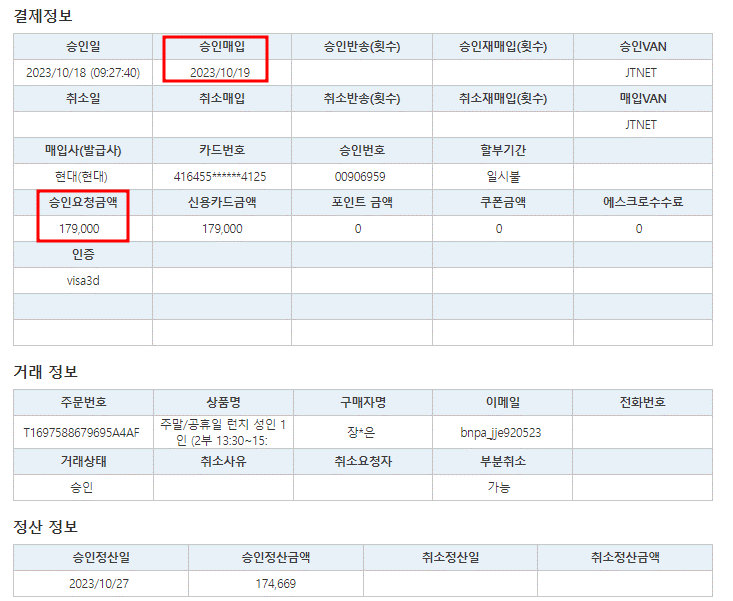 결제정보
승인일 승인매입 승인반송(횟수) 승인재매입(횟수) 승인VAN
2023/10/18 (09:27:40) 2023/10/19 JTNET
취소일 취소매입 취소반송(횟수) 취소재매입(횟수) 매입VAN
JTNET
매입사(발급사) 카드번호 승인번호 할부기간
현대(현대) 416455******4125 00906959 일시불
승인요청금액 신용카드금액 포인트 금액 쿠폰금액 에스크로수수료
179,000 179,000 0 0 0
인증
visa3d
거래 정보
주문번호 상품명 구매자명 이메일 전화번호
T1697588679695A4AF 주말/공휴일 런치 성인 1
인 (2부 13:30~15: 장*은 bnpa_jje920523
거래상태 취소사유 취소요청자 부분취소
승인 가능
정산 정보
승인정산일 승인정산금액 취소정산일 취소정산금액
2023/10/27 174,669